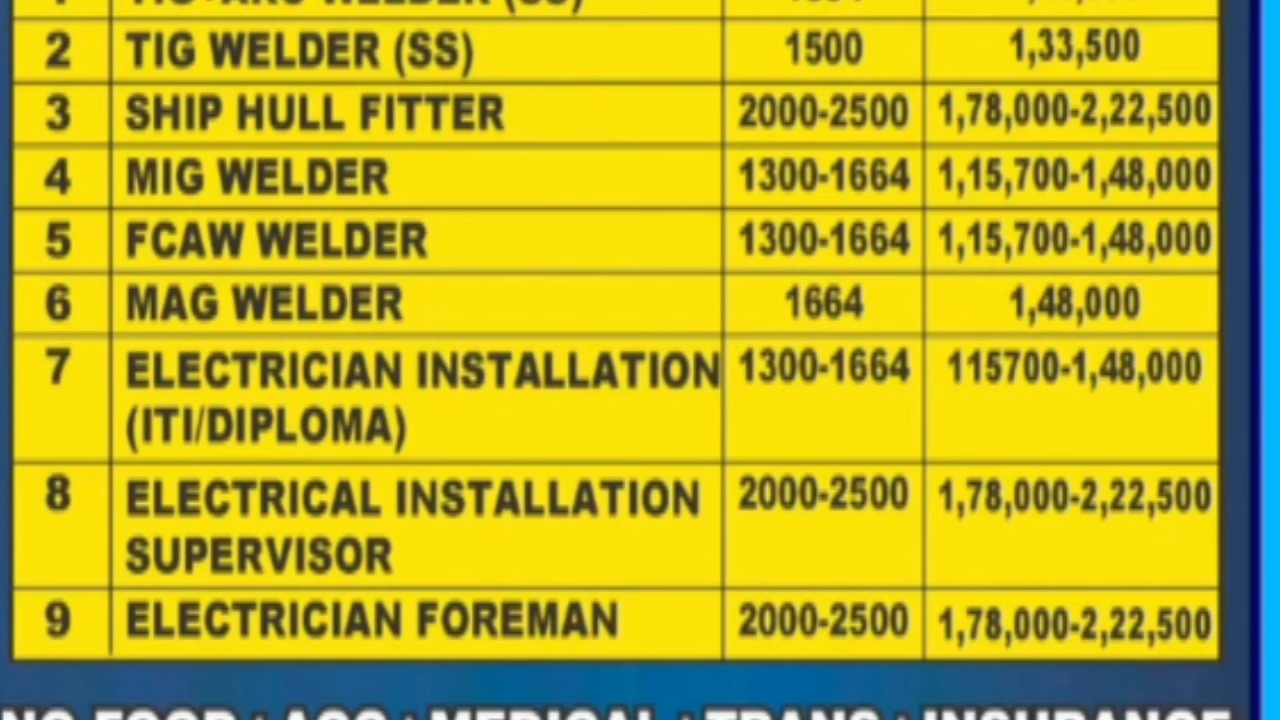 2 TIG WELDER (SS) 1500 1,33,500
3 SHIP HULL FITTER 2000-2500 1,78,000-2,22,500
4 MIG WELDER 1300-1664 1,15,700-1,48,000
5 FCAW WELDER 1300-1664 1,15,700-1,48,000
6 MAG WELDER 1664 1,48,000
7 ELECTRICIAN INSTALLATION 1300-1664 115700-1,48,000
(ITI/DIPLOMA)
8 ELECTRICAL INSTALLATION 2000-2500 1,78,000-2,22,500
SUPERVISOR
9 ELECTRICIAN FOREMAN 2000-2500 1,78,000-2,22,500